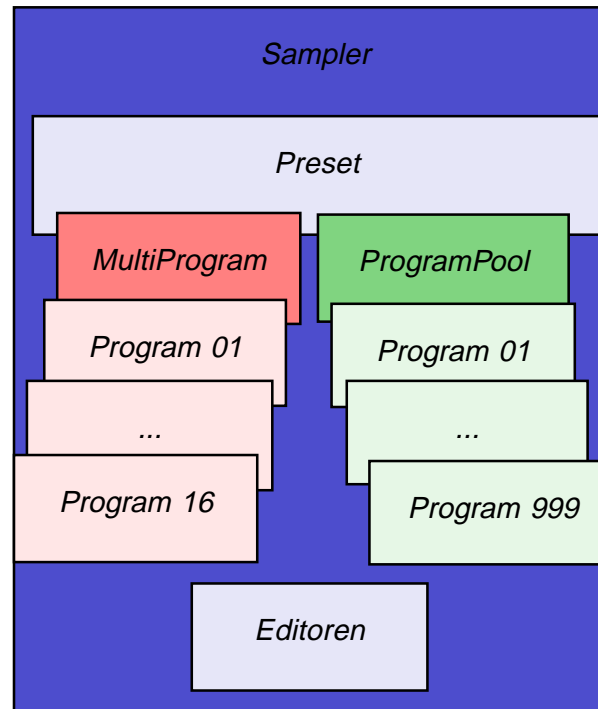 Sampler
Preset
MultiProgram
Program 01
...
Program 16
ProgramPool
Program 01
...
Program 999
Editoren